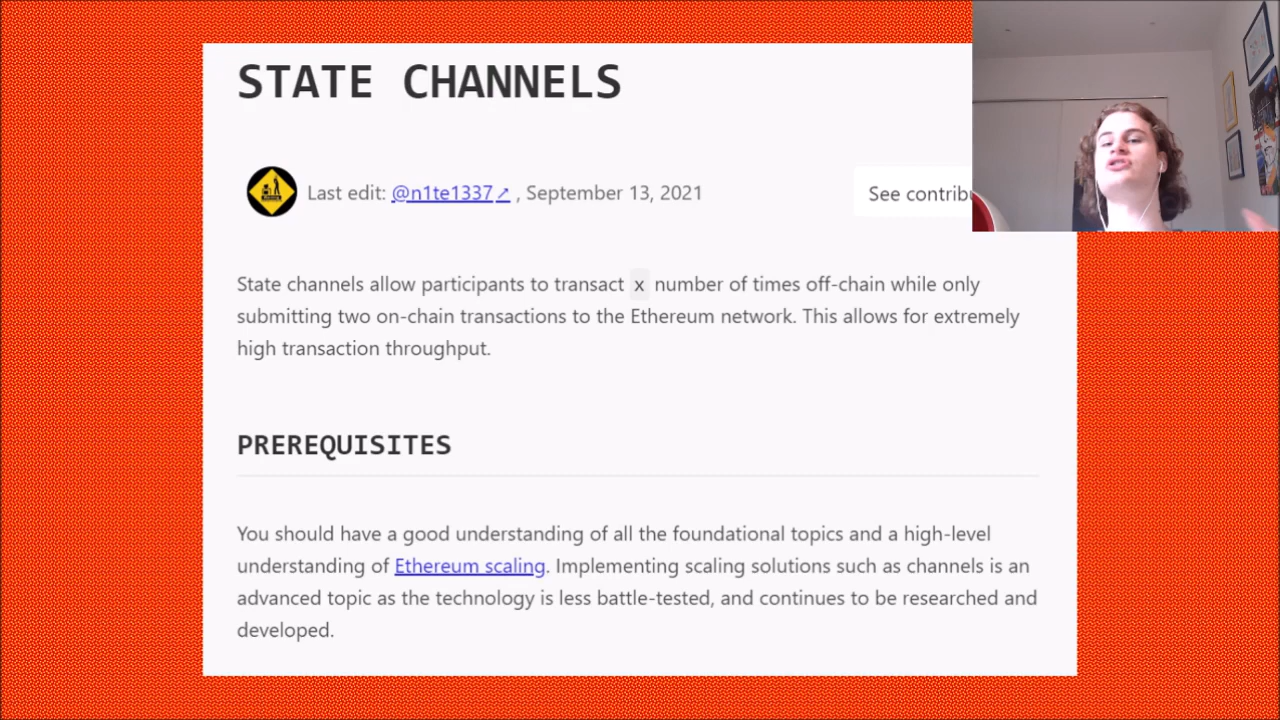 STATE CHANNELS
Last edit: @n1te1337↗ , September 13, 2021
See contrib
State channels allow participants to transact x number of times off-chain while only
submitting two on-chain transactions to the Ethereum network. This allows for extremely
high transaction throughput.
PREREQUISITES
You should have a good understanding of all the foundational topics and a high-level
understanding of Ethereum scaling. Implementing scaling solutions such as channels is an
advanced topic as the technology is less battle-tested, and continues to be researched and
developed.